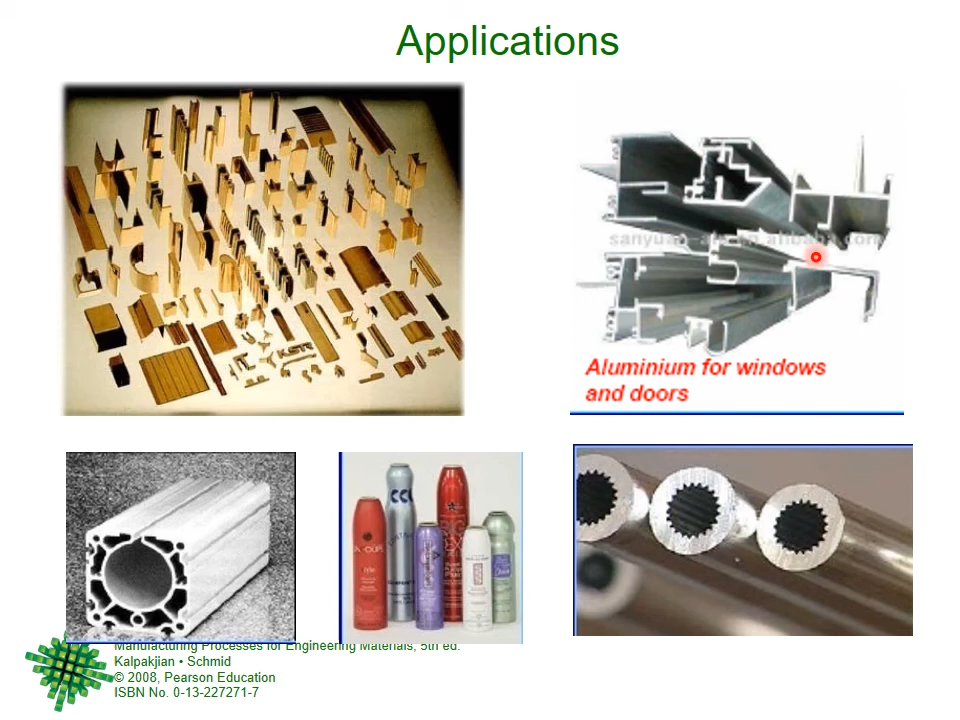 Applications
Aluminium for windows
and doors
Manufacturing Processes for Engineering Materials, 5th ed.
Kalpakjian • Schmid
© 2008, Pearson Education
ISBN No. 0-13-227271-7